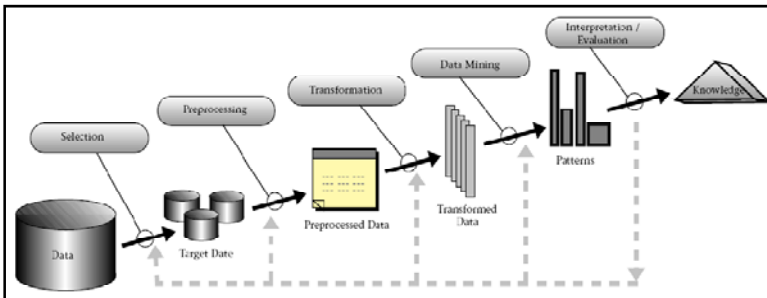 Interpretation /
Evaluation
Data Mining
Transformation
Preprocessing
Selection
Knowledge
Patterns
Transformed
Data
Preprocessed Data
Target Date
Data